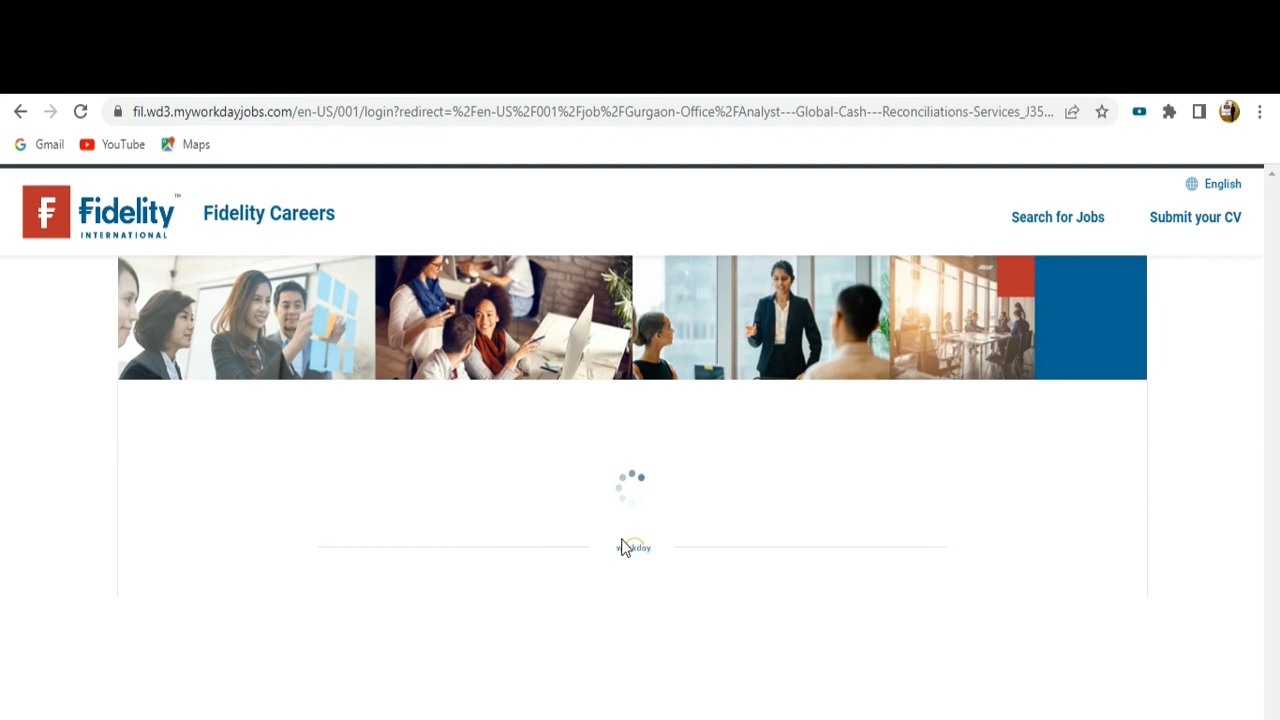 fil.wd3.myworkdayjobs.com/en-US/001/login?redirect=%2Fen-US%2F001%2Fjob%2FGurgaon-Office%2FAnalyst---Global-Cash---Reconciliations-Services_J35...
Gmail YouTube Maps
English
Fidelity™
INTERNATIONAL
Fidelity Careers
Search for Jobs Submit your CV